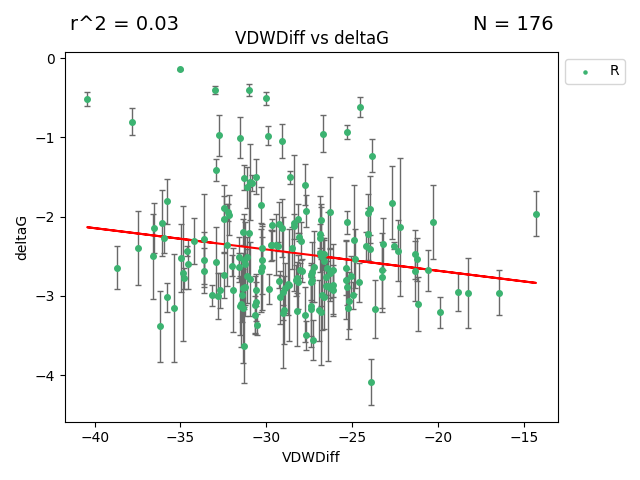 r^2 = 0.03
N = 176
VDWDiff vs deltaG
R
deltaG
0
−1
−2
−3
−4
−40
−35
−30
−25
−20
−15
VDWDiff